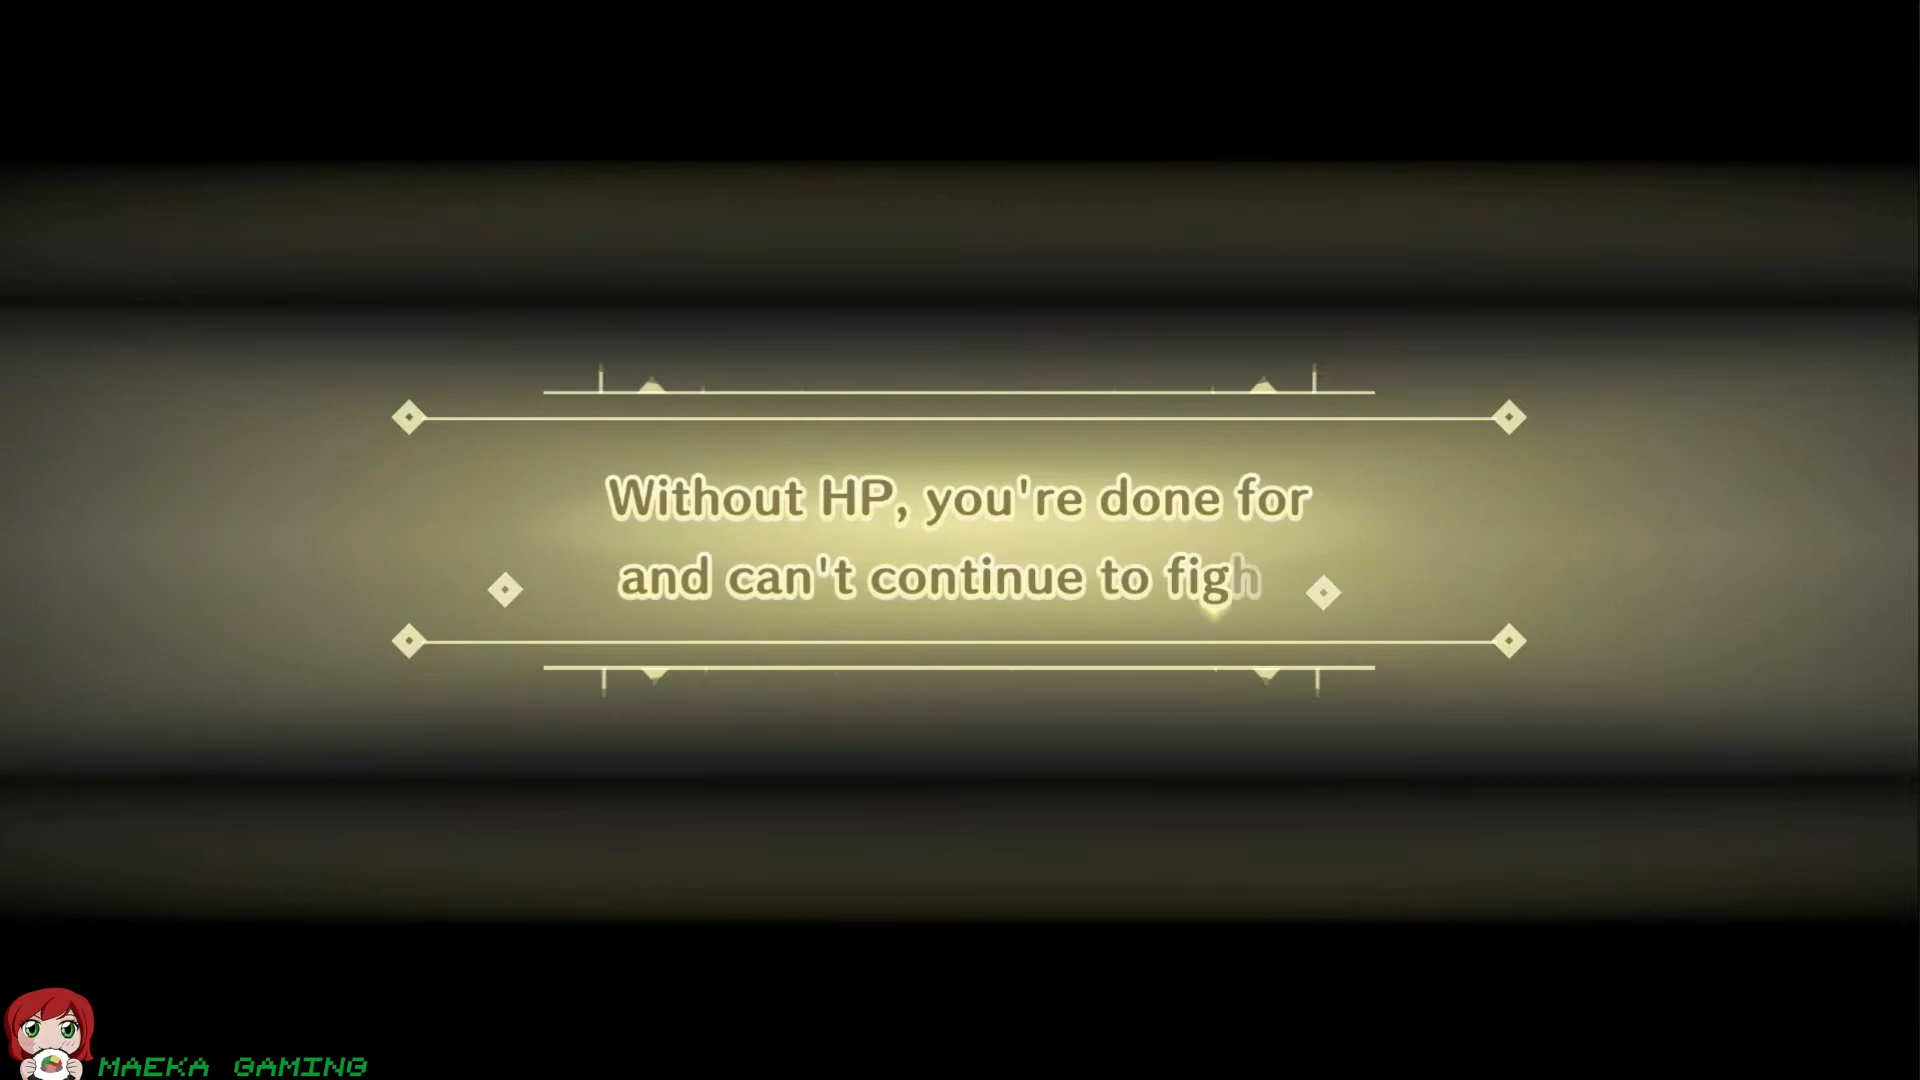 Without HP, you're done for
and can't continue to figh
MAEKA GAMING